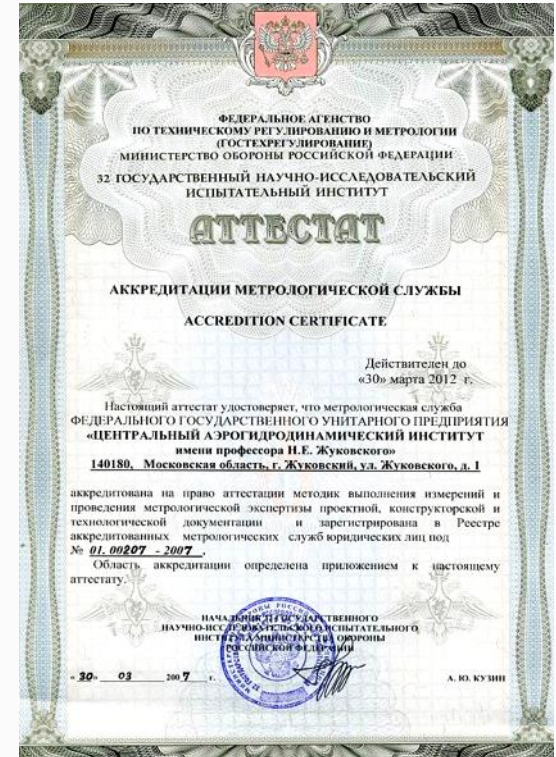 ФЕДЕРАЛЬНОЕ АГЕНСТВО
ПО ТЕХНИЧЕСКОМУ РЕГУЛИРОВАНИЮ И МЕТРОЛОГИИ
(ГОСТЕХРЕГУЛИРОВАНИЕ)
МИНИСТЕРСТВО ОБОРОНЫ РОССИЙСКОЙ ФЕДЕРАЦИИ
32 ГОСУДАРСТВЕННЫЙ НАУЧНО-ИССЛЕДОВАТЕЛЬСКИЙ
ИСПЫТАТЕЛЬНЫЙ ИНСТИТУТ
АТТЕСТАТ
АККРЕДИТАЦИИ МЕТРОЛОГИЧЕСКОЙ СЛУЖБЫ
ACCREDITION CERTIFICATE
Действителен до
«30» марта 2012 г.
Настоящий аттестат удостоверяет, что метрологическая служба
ФЕДЕРАЛЬНОГО ГОСУДАРСТВЕННОГО УНИТАРНОГО ПРЕДПРИЯТИЯ
«ЦЕНТРАЛЬНЫЙ АЭРОГИДРОДИНАМИЧЕСКИЙ ИНСТИТУТ
имени профессора Н.Е. Жуковского»
140180, Московская область, г. Жуковский, ул. Жуковского, д. 1
аккредитована на право аттестации методик выполнения измерений и
проведения метрологической экспертизы проектной, конструкторской и
технологической документации и зарегистрирована в Реестре
аккредитованных метрологических служб юридических лиц под
№ 01.00207 - 2007.
Область аккредитации определена приложением к настоящему
аттестату.
НАЧАЛЬНИК 32 ГОСУДАРСТВЕННОГО
НАУЧНО-ИССЛЕДОВАТЕЛЬСКОГО ИСПЫТАТЕЛЬНОГО
ИНСТИТУТА МИНИСТЕРСТВА ОБОРОНЫ
РОССИЙСКОЙ ФЕДЕРАЦИИ
«30» 03 2007 г.
А. Ю. КУЗИН